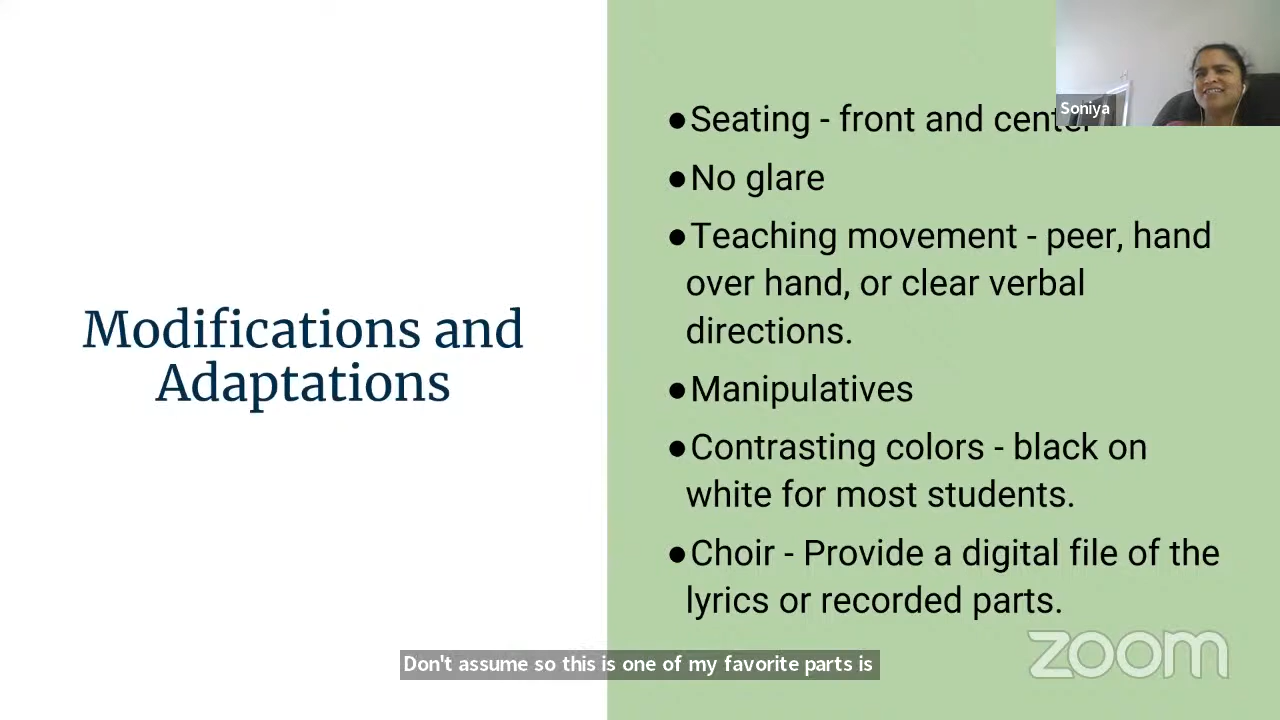 Modifications and
Adaptations
●Seating - front and center
●No glare
●Teaching movement - peer, hand
over hand, or clear verbal
directions.
●Manipulatives
●Contrasting colors - black on
white for most students.
●Choir - Provide a digital file of the
lyrics or recorded parts.
Soniya
Don't assume so this is one of my favorite parts is
zoom